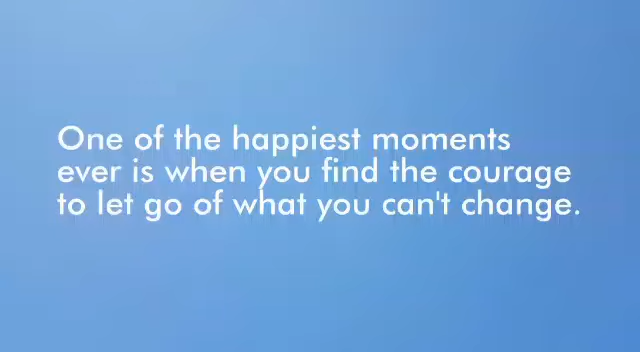 One of the happiest moments
ever is when you find the courage
to let go of what you can't change.